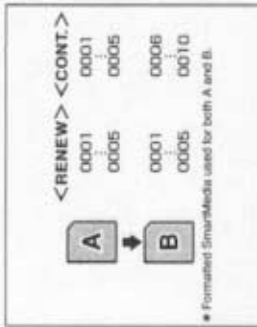 <RENEW> <CONT.>
A 0001 0001
⋮ ⋮
0005 0005
B 0001 0006
⋮ ⋮
0005 0010
* Formatted SmartMedia used for both A and B.